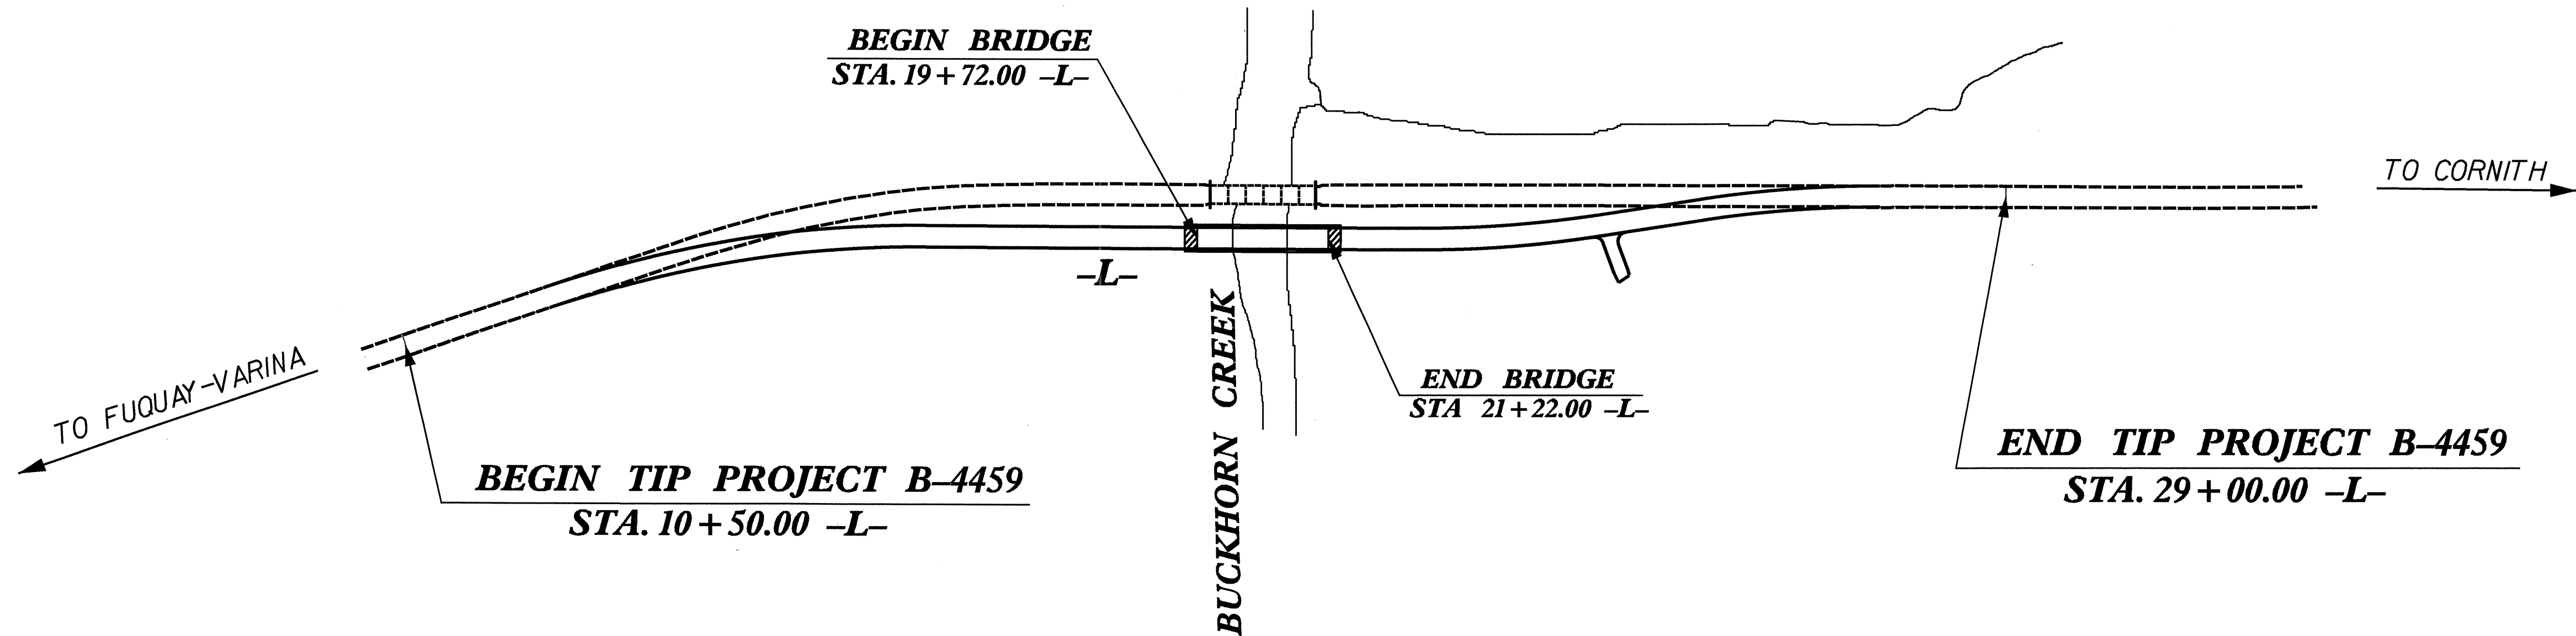 BEGIN BRIDGE
STA. 19+72.00 –L–
TO CORNITH
–L–
BUCKHORN CREEK
TO FUQUAY–VARINA
END BRIDGE
STA 21+22.00 –L–
BEGIN TIP PROJECT B–4459
STA. 10+50.00 –L–
END TIP PROJECT B–4459
STA. 29+00.00 –L–